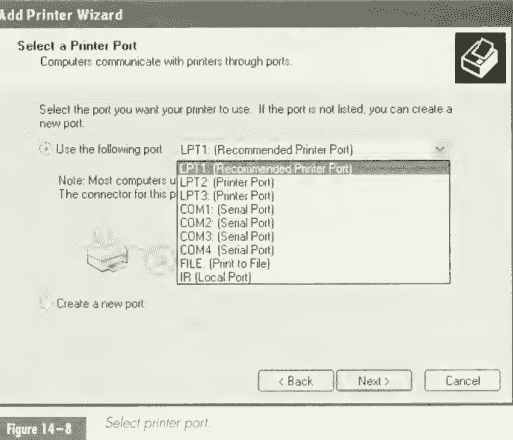 Add Printer Wizard
Select a Printer Port
Computers communicate with printers through ports.
Select the port you want your printer to use. If the port is not listed, you can create a
new port.
Use the following port LPT1: (Recommended Printer Port)
LPT1: (Recommended Printer Port)
Note: Most computers u LPT2: (Printer Port)
The connector for this p LPT3: (Printer Port)
COM1: (Serial Port)
COM2: (Serial Port)
COM3: (Serial Port)
COM4: (Serial Port)
FILE: (Print to File)
IR (Local Port)
Create a new port:
< Back Next > Cancel
Figure 14–8 Select printer port.